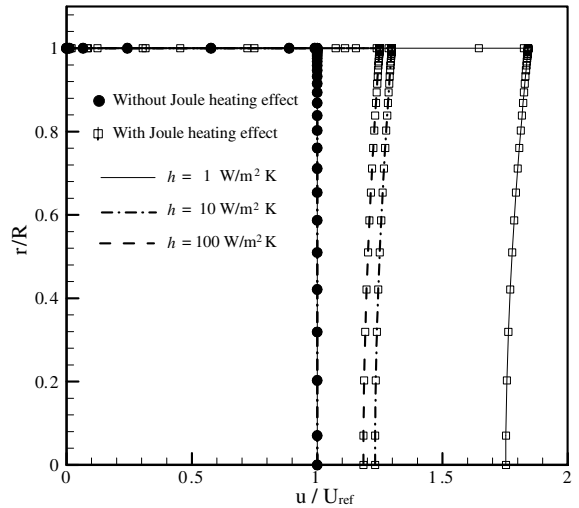 1
0.8
0.6
0.4
0.2
0
r/R
Without Joule heating effect
With Joule heating effect
h = 1 W/m² K
h = 10 W/m² K
h = 100 W/m² K
0 0.5 1 1.5 2
u / U_ref